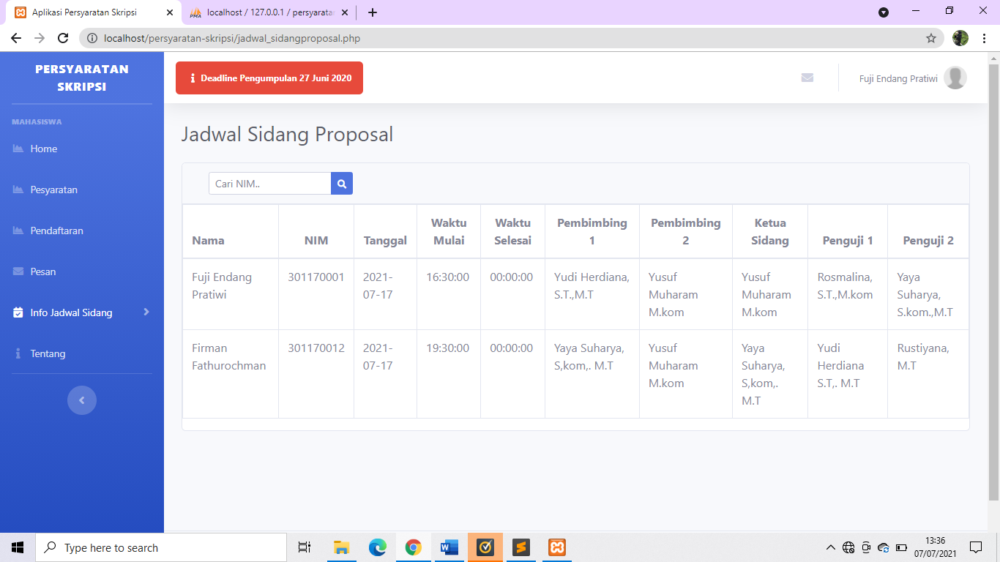 Aplikasi Persyaratan Skripsi
localhost / 127.0.0.1 / persyaratan
localhost/persyaratan-skripsi/jadwal_sidangproposal.php
PERSYARATAN
SKRIPSI
Deadline Pengumpulan 27 Juni 2020
Fuji Endang Pratiwi
MAHASISWA
Home
Pesyaratan
Pendaftaran
Pesan
Info Jadwal Sidang
Tentang
Jadwal Sidang Proposal
Cari NIM..
Nama NIM Tanggal Waktu Mulai Waktu Selesai Pembimbing 1 Pembimbing 2 Ketua Sidang Penguji 1 Penguji 2
Fuji Endang Pratiwi 301170001 2021-07-17 16:30:00 00:00:00 Yudi Herdiana, S.T.,M.T Yusuf Muharam M.kom Yusuf Muharam M.kom Rosmalina, S.T.,M.kom Yaya Suharya, S.kom.,M.T
Firman Fathurochman 301170012 2021-07-17 19:30:00 00:00:00 Yaya Suharya, S,kom,. M.T Yusuf Muharam M.kom Yaya Suharya, S,kom,. M.T Yudi Herdiana S.T,. M.T Rustiyana, M.T
Type here to search
13:36
07/07/2021